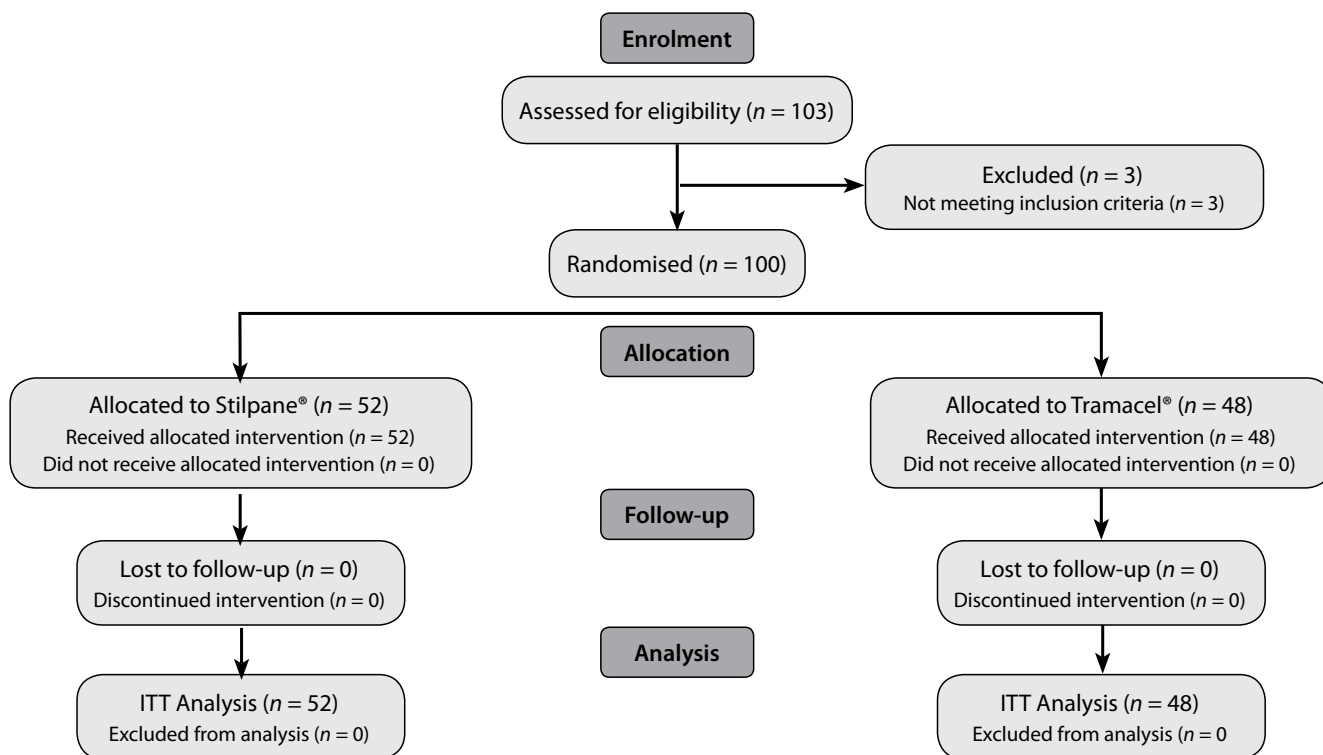 Enrolment
Assessed for eligibility (n = 103)
Excluded (n = 3)
Not meeting inclusion criteria (n = 3)
Randomised (n = 100)
Allocation
Allocated to Stilpane® (n = 52)
Received allocated intervention (n = 52)
Did not receive allocated intervention (n = 0)
Allocated to Tramacel® (n = 48)
Received allocated intervention (n = 48)
Did not receive allocated intervention (n = 0)
Follow-up
Lost to follow-up (n = 0)
Discontinued intervention (n = 0)
Lost to follow-up (n = 0)
Discontinued intervention (n = 0)
Analysis
ITT Analysis (n = 52)
Excluded from analysis (n = 0)
ITT Analysis (n = 48)
Excluded from analysis (n = 0